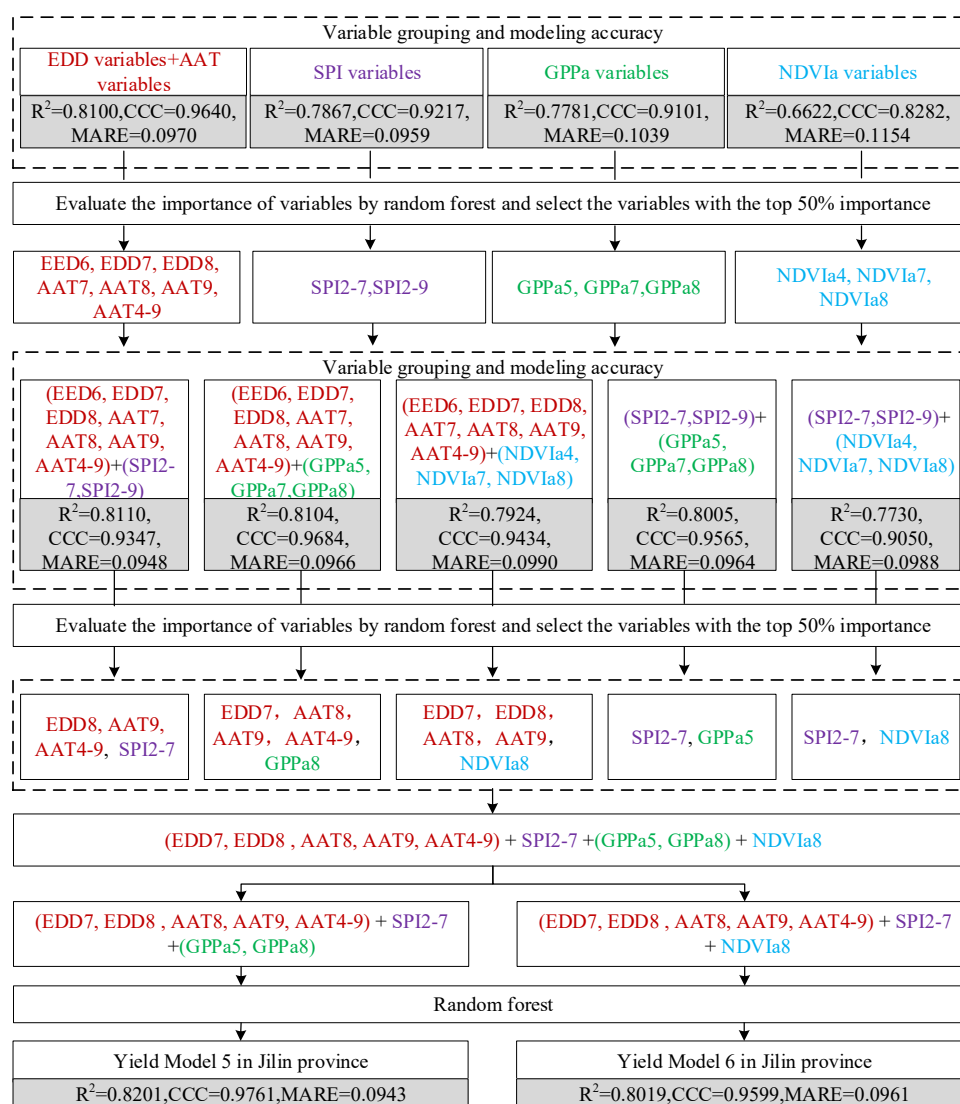 Variable grouping and modeling accuracy
EDD variables+AAT
variables
R²=0.8100,CCC=0.9640,
MARE=0.0970
SPI variables
R²=0.7867,CCC=0.9217,
MARE=0.0959
GPPa variables
R²=0.7781,CCC=0.9101,
MARE=0.1039
NDVIa variables
R²=0.6622,CCC=0.8282,
MARE=0.1154
Evaluate the importance of variables by random forest and select the variables with the top 50% importance
EED6, EDD7, EDD8,
AAT7, AAT8, AAT9,
AAT4-9
SPI2-7,SPI2-9
GPPa5, GPPa7,GPPa8
NDVIa4, NDVIa7,
NDVIa8
Variable grouping and modeling accuracy
(EED6, EDD7,
EDD8, AAT7,
AAT8, AAT9,
AAT4-9)+(SPI2-
7,SPI2-9)
R²=0.8110,
CCC=0.9347,
MARE=0.0948
(EED6, EDD7,
EDD8, AAT7,
AAT8, AAT9,
AAT4-9)+(GPPa5,
GPPa7,GPPa8)
R²=0.8104,
CCC=0.9684,
MARE=0.0966
(EED6, EDD7, EDD8,
AAT7, AAT8, AAT9,
AAT4-9)+(NDVIa4,
NDVIa7, NDVIa8)
R²=0.7924,
CCC=0.9434,
MARE=0.0990
(SPI2-7,SPI2-9)+
(GPPa5,
GPPa7,GPPa8)
R²=0.8005,
CCC=0.9565,
MARE=0.0964
(SPI2-7,SPI2-9)+
(NDVIa4,
NDVIa7, NDVIa8)
R²=0.7730,
CCC=0.9050,
MARE=0.0988
Evaluate the importance of variables by random forest and select the variables with the top 50% importance
EDD8, AAT9,
AAT4-9, SPI2-7
EDD7，AAT8，
AAT9，AAT4-9，
GPPa8
EDD7，EDD8，
AAT8，AAT9，
NDVIa8
SPI2-7, GPPa5
SPI2-7，NDVIa8
(EDD7, EDD8 , AAT8, AAT9, AAT4-9) + SPI2-7 +(GPPa5, GPPa8) + NDVIa8
(EDD7, EDD8 , AAT8, AAT9, AAT4-9) + SPI2-7
+(GPPa5, GPPa8)
(EDD7, EDD8 , AAT8, AAT9, AAT4-9) + SPI2-7
+ NDVIa8
Random forest
Yield Model 5 in Jilin province
R²=0.8201,CCC=0.9761,MARE=0.0943
Yield Model 6 in Jilin province
R²=0.8019,CCC=0.9599,MARE=0.0961